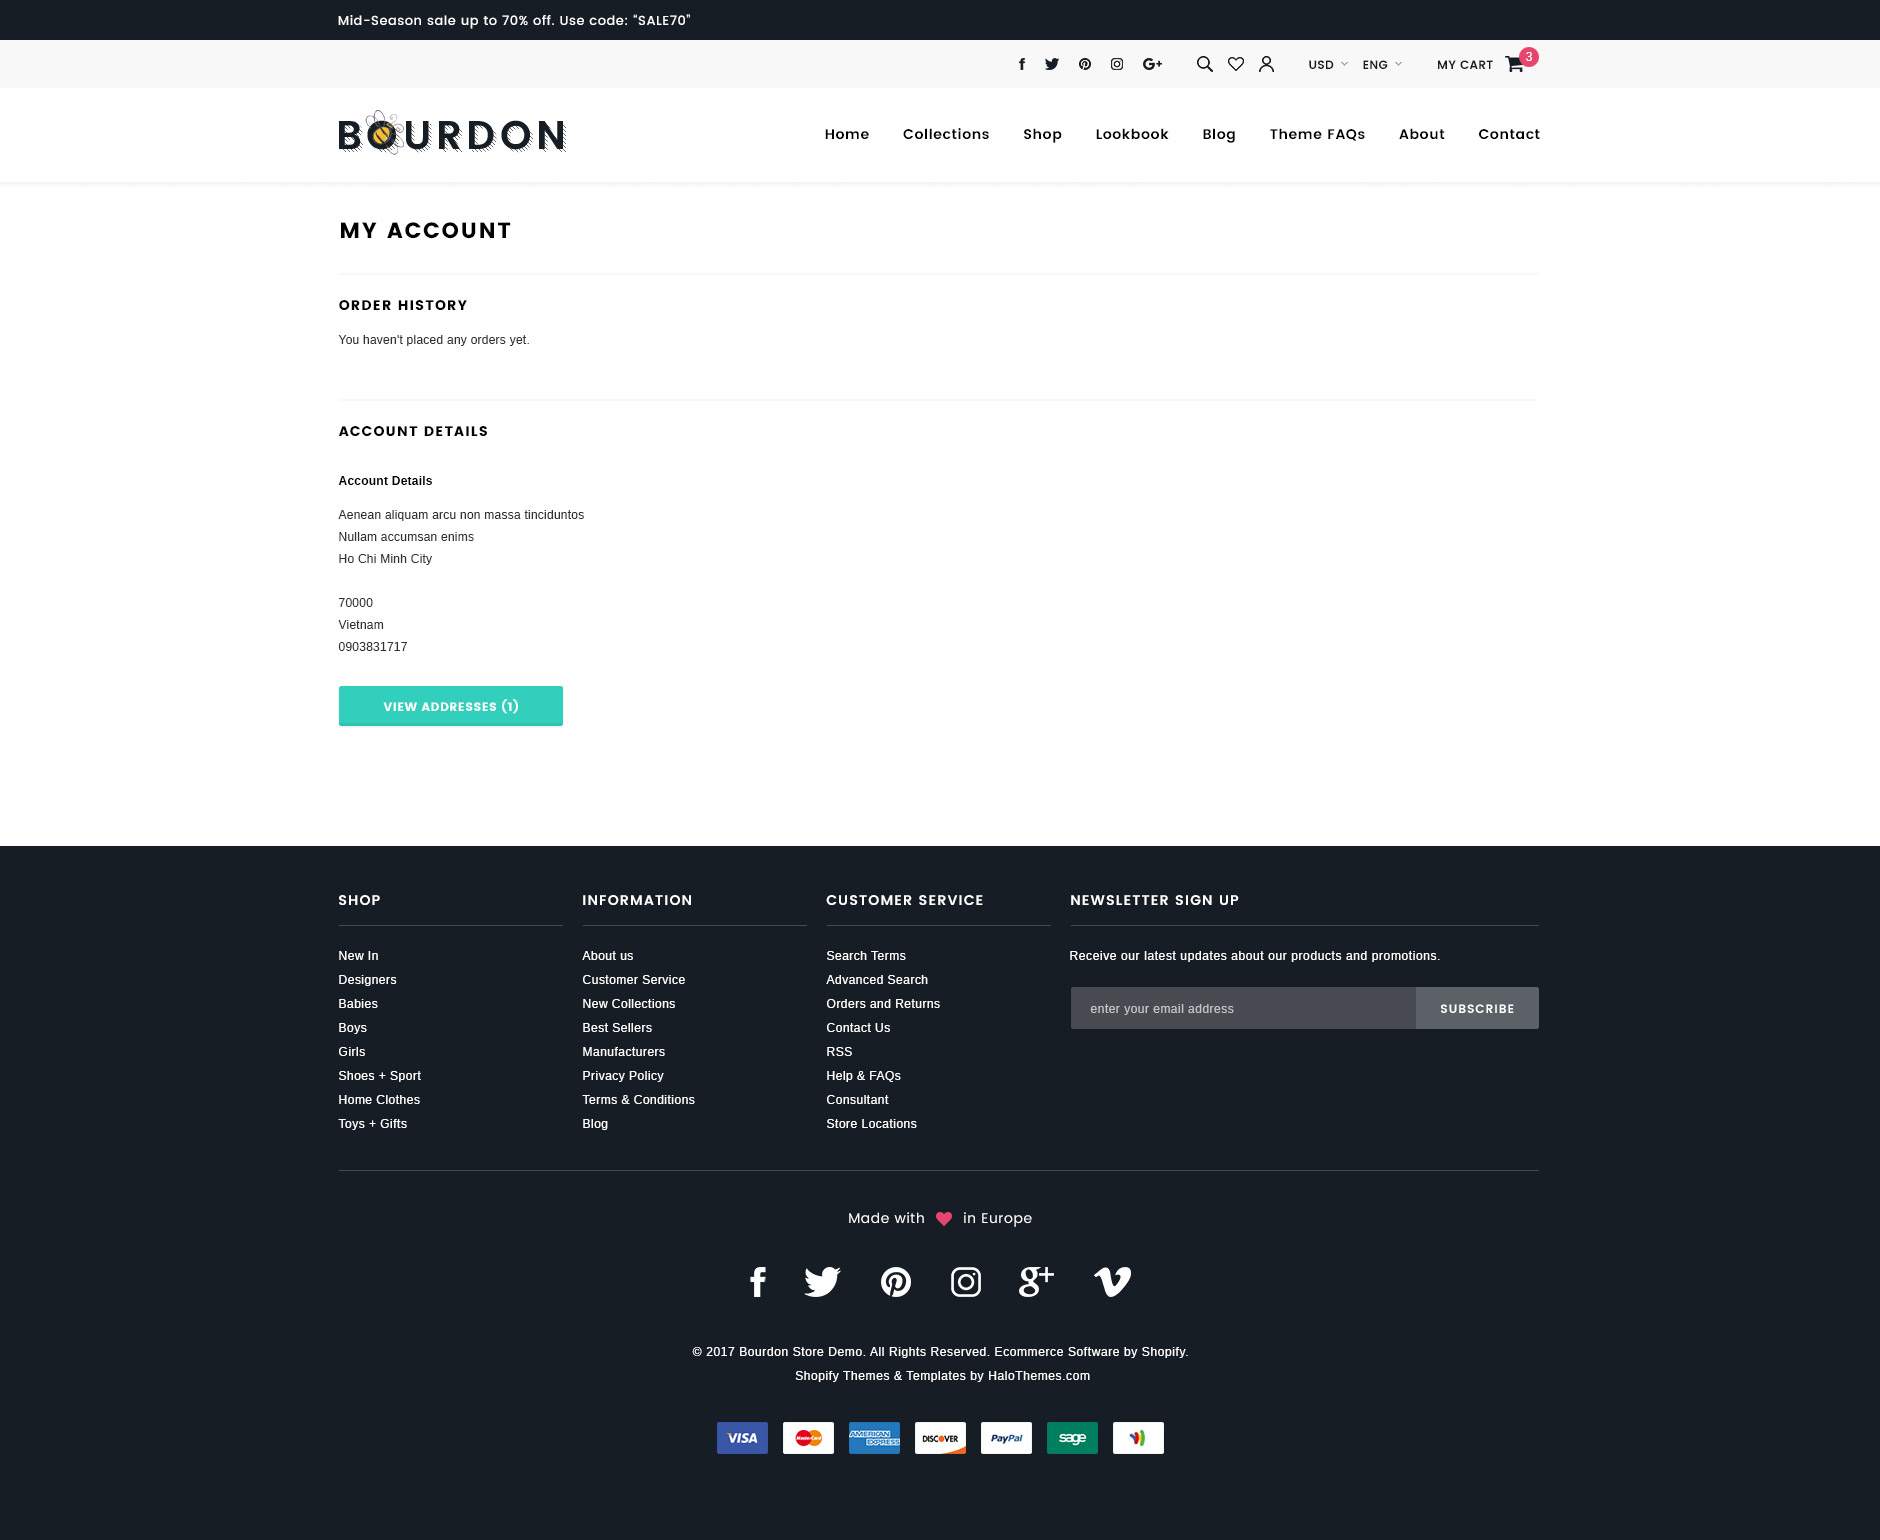 Mid-Season sale up to 70% off. Use code: "SALE70"
USD ENG MY CART 3
BOURDON
Home Collections Shop Lookbook Blog Theme FAQs About Contact
MY ACCOUNT
ORDER HISTORY
You haven't placed any orders yet.
ACCOUNT DETAILS
Account Details
Aenean aliquam arcu non massa tinciduntos
Nullam accumsan enims
Ho Chi Minh City
70000
Vietnam
0903831717
VIEW ADDRESSES (1)
SHOP
New In
Designers
Babies
Boys
Girls
Shoes + Sport
Home Clothes
Toys + Gifts
INFORMATION
About us
Customer Service
New Collections
Best Sellers
Manufacturers
Privacy Policy
Terms & Conditions
Blog
CUSTOMER SERVICE
Search Terms
Advanced Search
Orders and Returns
Contact Us
RSS
Help & FAQs
Consultant
Store Locations
NEWSLETTER SIGN UP
Receive our latest updates about our products and promotions.
enter your email address SUBSCRIBE
Made with in Europe
© 2017 Bourdon Store Demo. All Rights Reserved. Ecommerce Software by Shopify.
Shopify Themes & Templates by HaloThemes.com
VISA MasterCard AMERICAN EXPRESS DISCOVER PayPal sage